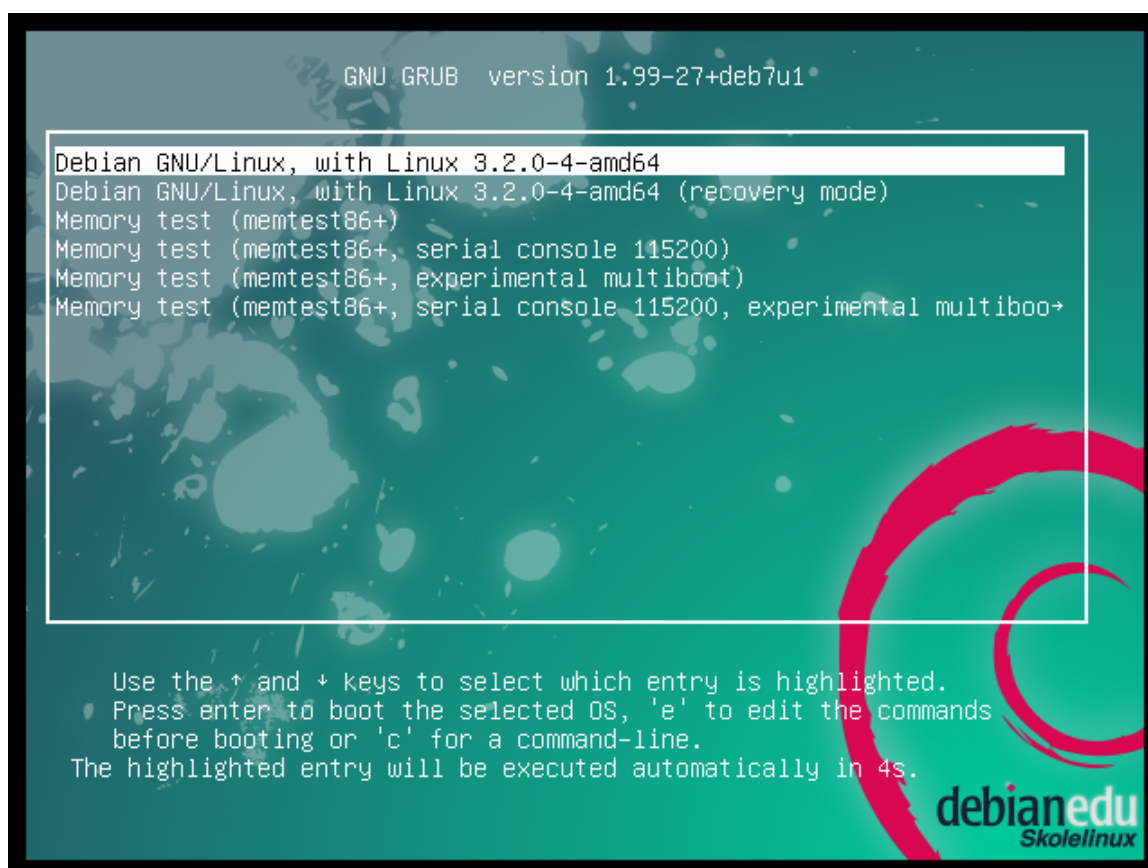 GNU GRUB  version 1.99-27+deb7u1
Debian GNU/Linux, with Linux 3.2.0-4-amd64
Debian GNU/Linux, with Linux 3.2.0-4-amd64 (recovery mode)
Memory test (memtest86+)
Memory test (memtest86+, serial console 115200)
Memory test (memtest86+, experimental multiboot)
Memory test (memtest86+, serial console 115200, experimental multiboo→
Use the ↑ and ↓ keys to select which entry is highlighted.
Press enter to boot the selected OS, 'e' to edit the commands
before booting or 'c' for a command-line.
The highlighted entry will be executed automatically in 4s.
debianedu
Skolelinux